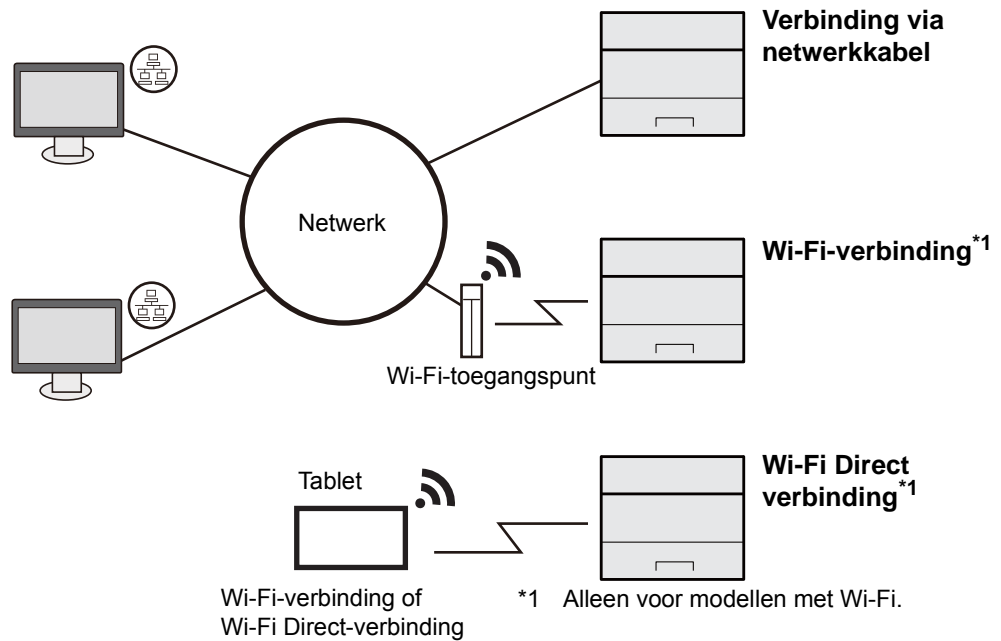 Verbinding via
netwerkkabel
Netwerk
Wi-Fi-verbinding*1
Wi-Fi-toegangspunt
Tablet
Wi-Fi Direct
verbinding*1
Wi-Fi-verbinding of
Wi-Fi Direct-verbinding
*1 Alleen voor modellen met Wi-Fi.